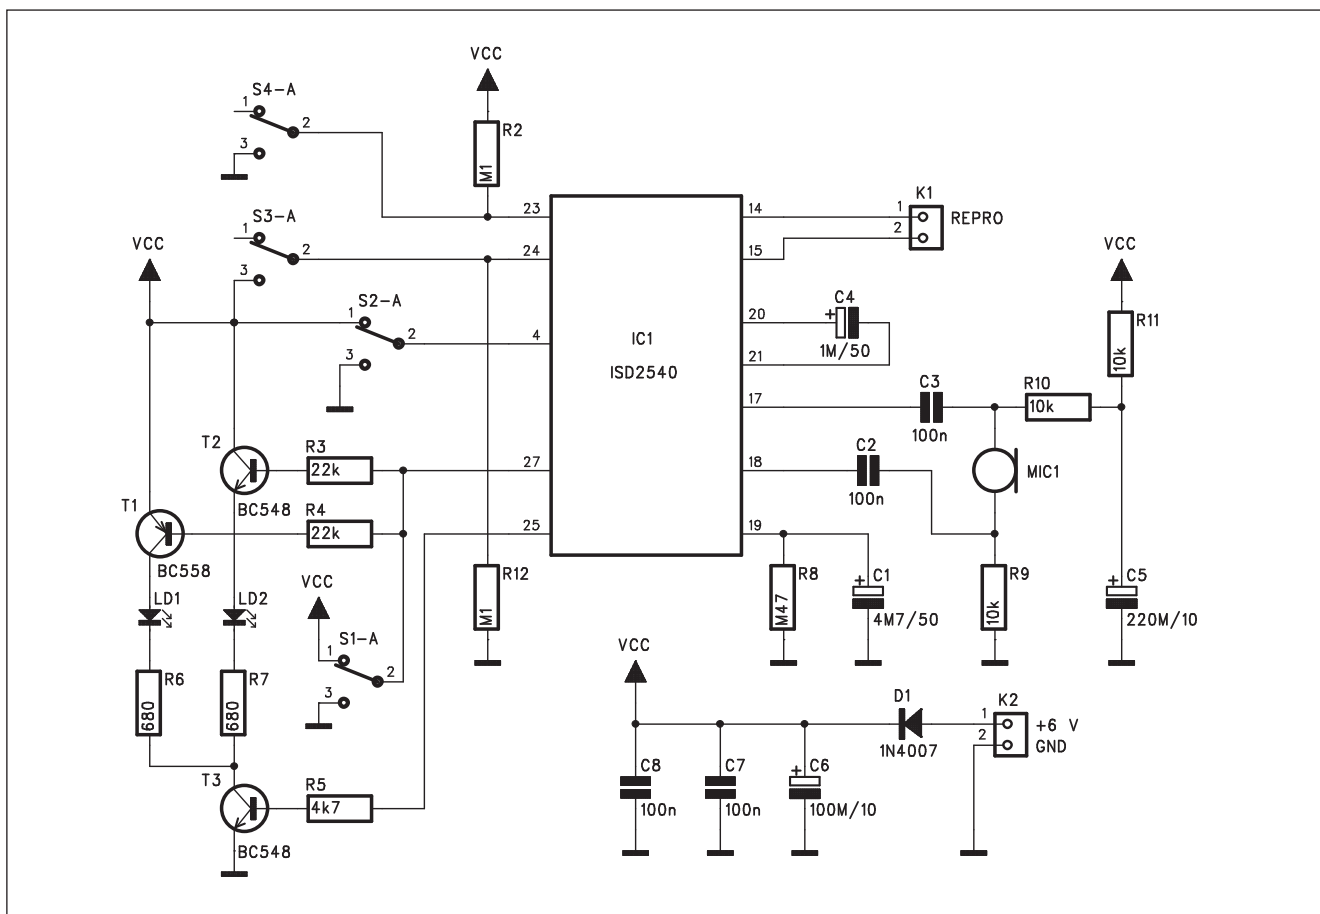 VCC
S4-A
1
2
3
R2
M1
S3-A
1
2
3
VCC
S2-A
1
2
3
23
24
4
27
25
IC1
ISD2540
14
15
20
21
17
18
19
K1
1
2
REPRO
C4
+
1M/50
VCC
R11
10k
C3
100n
R10
10k
C2
100n
MIC1
T2
BC548
R3
22k
T1
BC558
R4
22k
LD1
LD2
VCC
S1-A
1
2
3
R12
M1
R8
M47
C1
+
4M7/50
R9
10k
C5
+
220M/10
R6
680
R7
680
T3
BC548
R5
4k7
VCC
D1
1N4007
K2
1
2
+6 V
GND
C8
100n
C7
100n
C6
+
100M/10